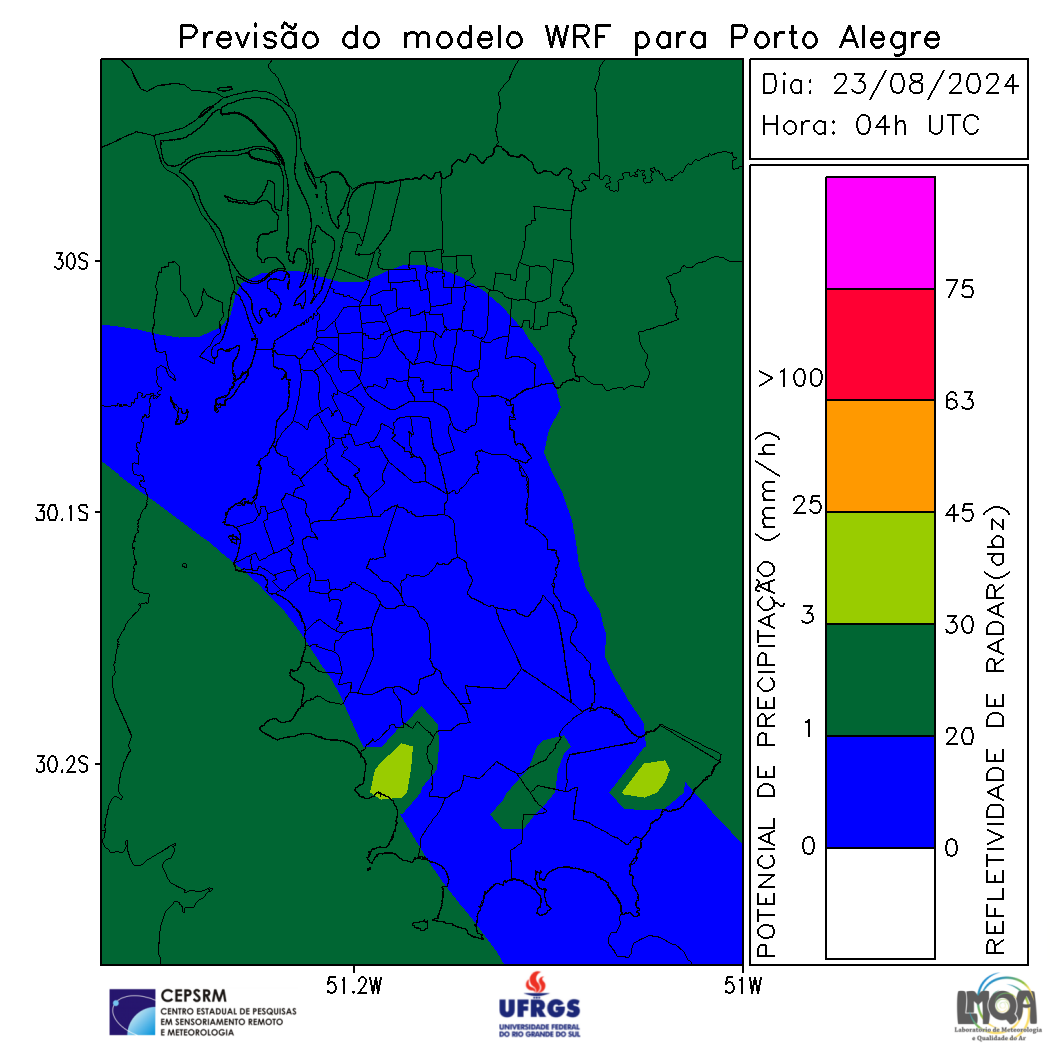 Previsão do modelo WRF para Porto Alegre
Dia: 23/08/2024
Hora: 04h UTC
30S
30.1S
30.2S
51.2W
51W
POTENCIAL DE PRECIPITAÇÃO (mm/h)
>100
25
3
1
0
75
63
45
30
20
0
REFLETIVIDADE DE RADAR(dbz)
CEPSRM
CENTRO ESTADUAL DE PESQUISAS
EM SENSORIAMENTO REMOTO
E METEOROLOGIA
UFRGS
UNIVERSIDADE FEDERAL
DO RIO GRANDE DO SUL
LMQA
Laboratório de Meteorologia
e Qualidade do Ar